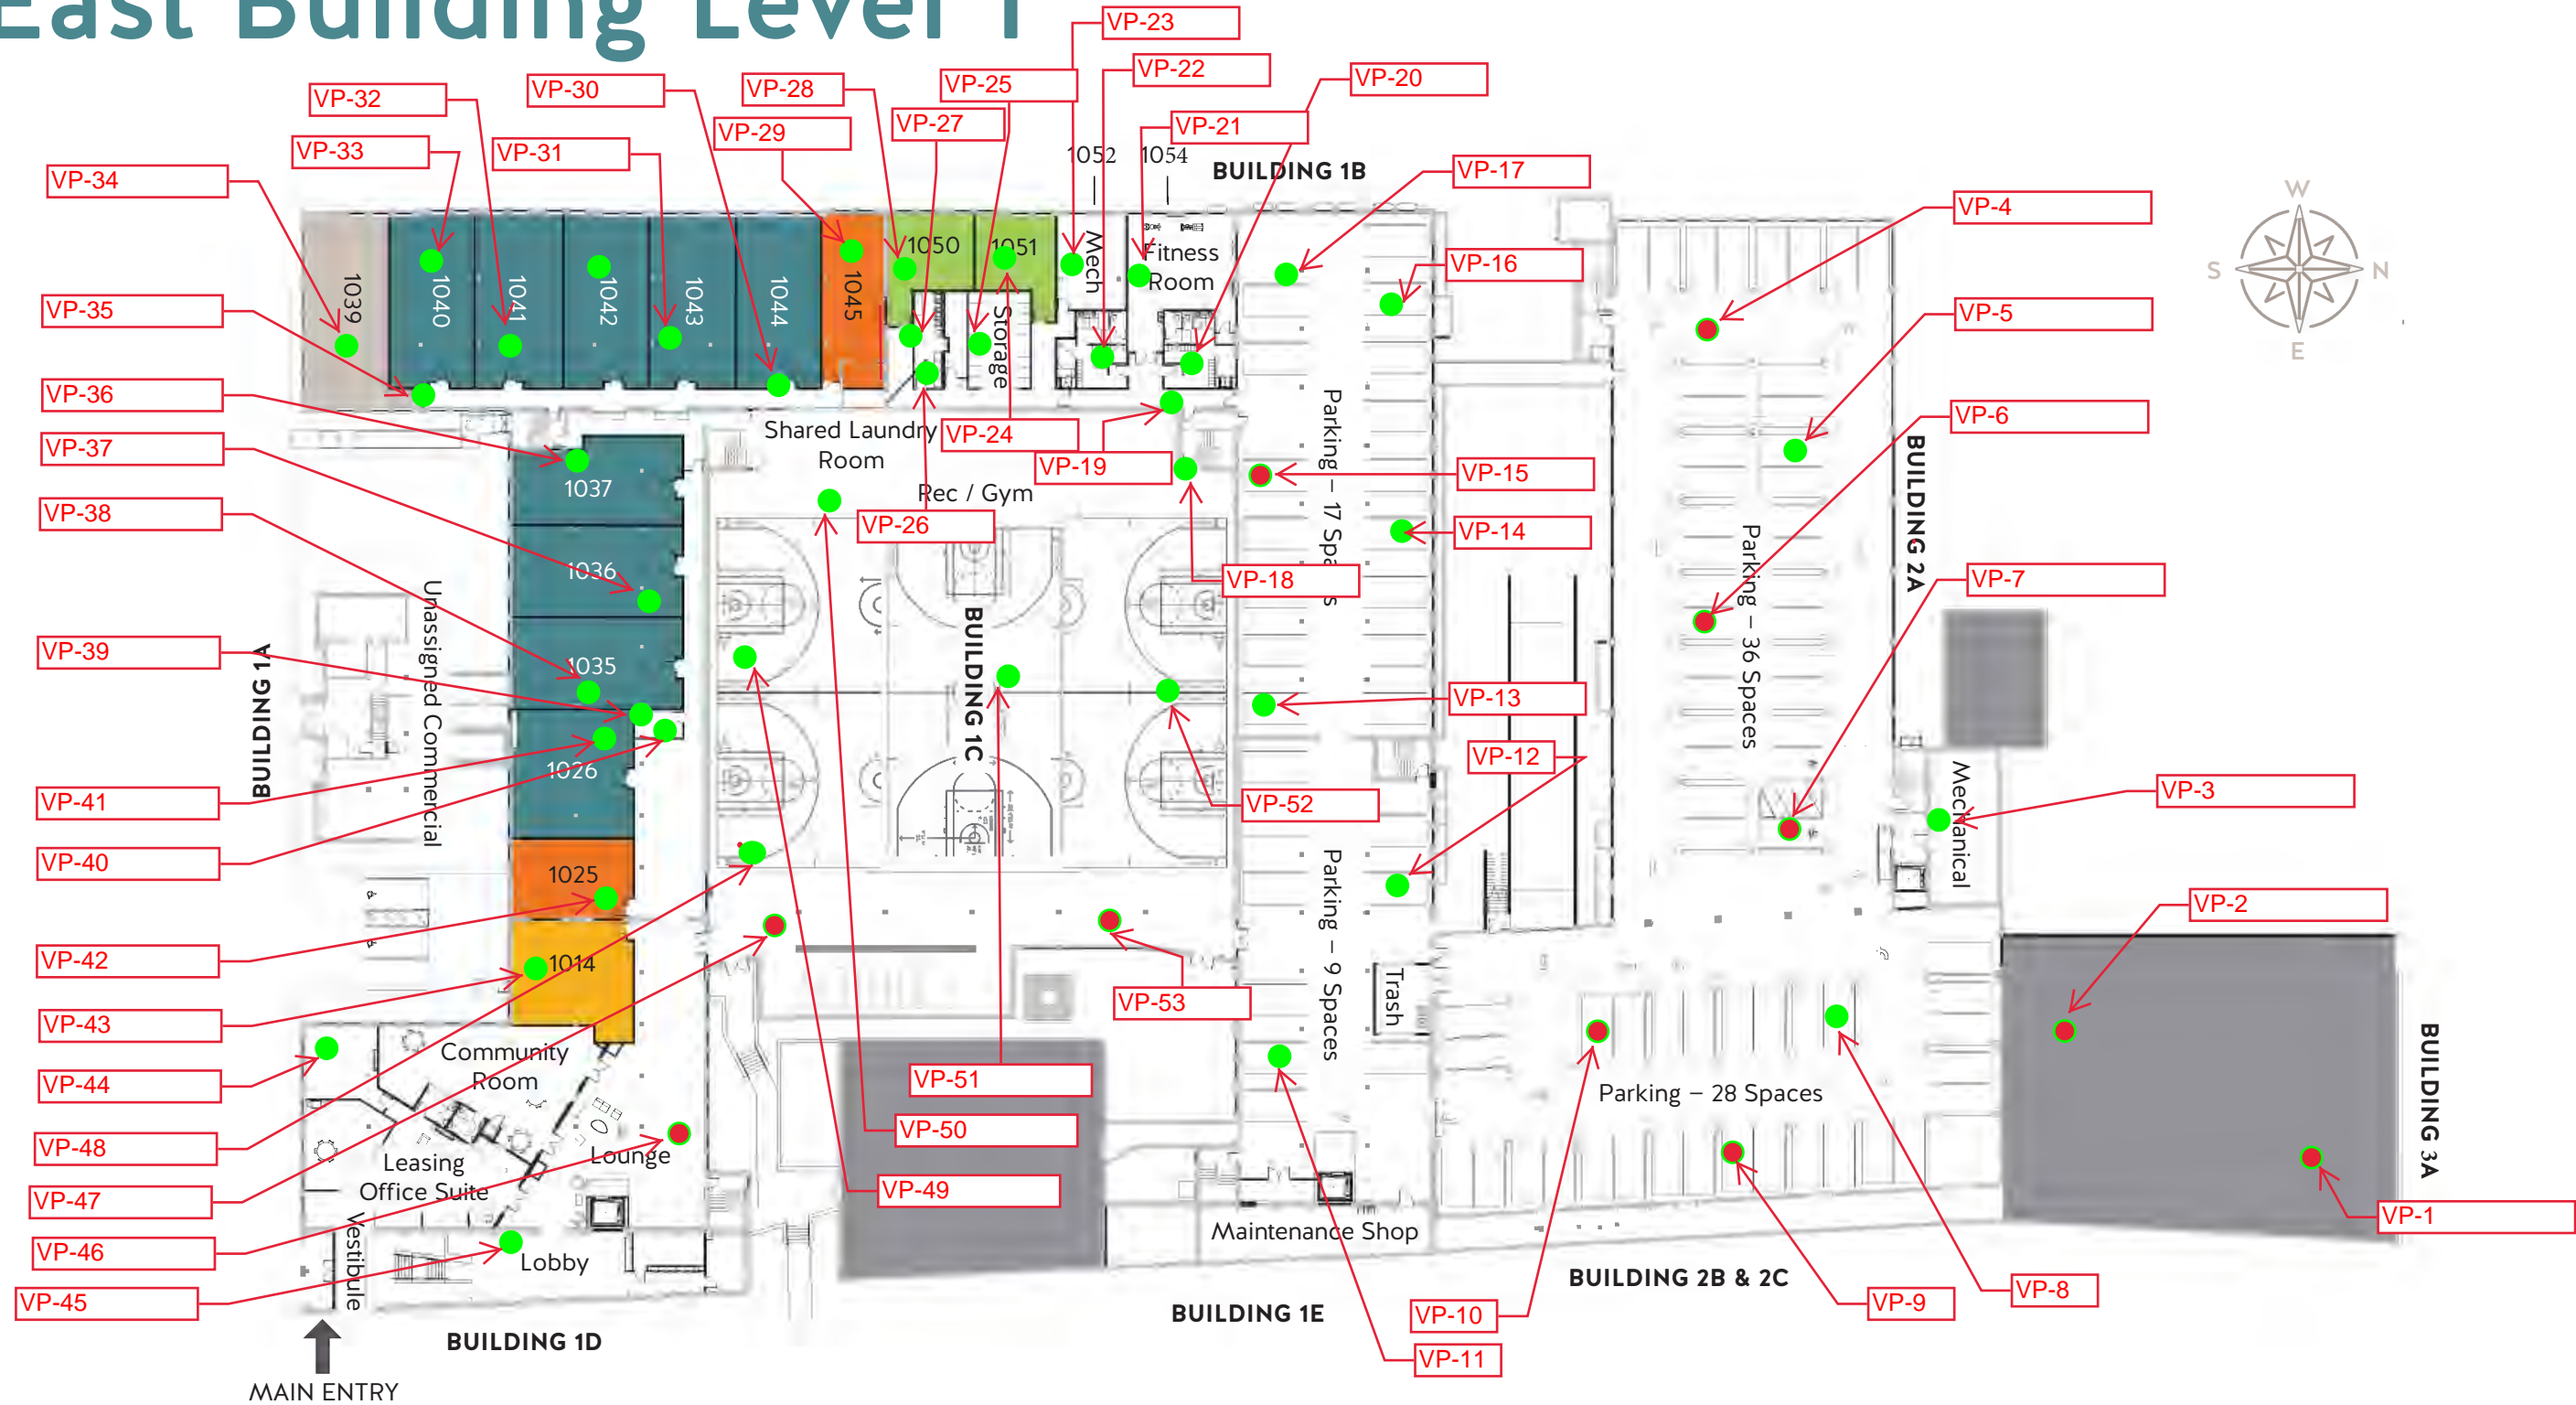 East Building Level 1
VP-23
VP-22
VP-20
VP-25
VP-28
VP-30
VP-32
VP-27
VP-21
VP-29
VP-33
VP-31
1052
1054
BUILDING 1B
VP-17
VP-34
VP-4
W
S
N
E
VP-16
1039
1040
1041
1042
1043
1044
1045
1050
1051
Mech
Fitness
Room
Storage
VP-35
VP-5
VP-36
VP-6
VP-37
Shared Laundry
Room
VP-24
VP-19
VP-15
VP-38
1037
Rec / Gym
VP-26
VP-14
Parking – 17 Spaces
BUILDING 2A
Parking – 36 Spaces
1036
VP-18
VP-7
Unassigned Commercial
BUILDING 1A
VP-39
1035
BUILDING 1C
VP-13
VP-12
1026
VP-41
VP-52
VP-3
Mechanical
VP-40
1025
Parking – 9 Spaces
VP-2
VP-42
1014
VP-53
Trash
VP-43
Community
Room
VP-44
VP-51
Parking – 28 Spaces
BUILDING 3A
VP-50
VP-48
Lounge
Leasing
Office Suite
VP-49
VP-47
VP-1
Maintenance Shop
VP-46
Vestibule
Lobby
BUILDING 2B & 2C
VP-8
VP-45
VP-9
BUILDING 1E
VP-10
BUILDING 1D
VP-11
MAIN ENTRY